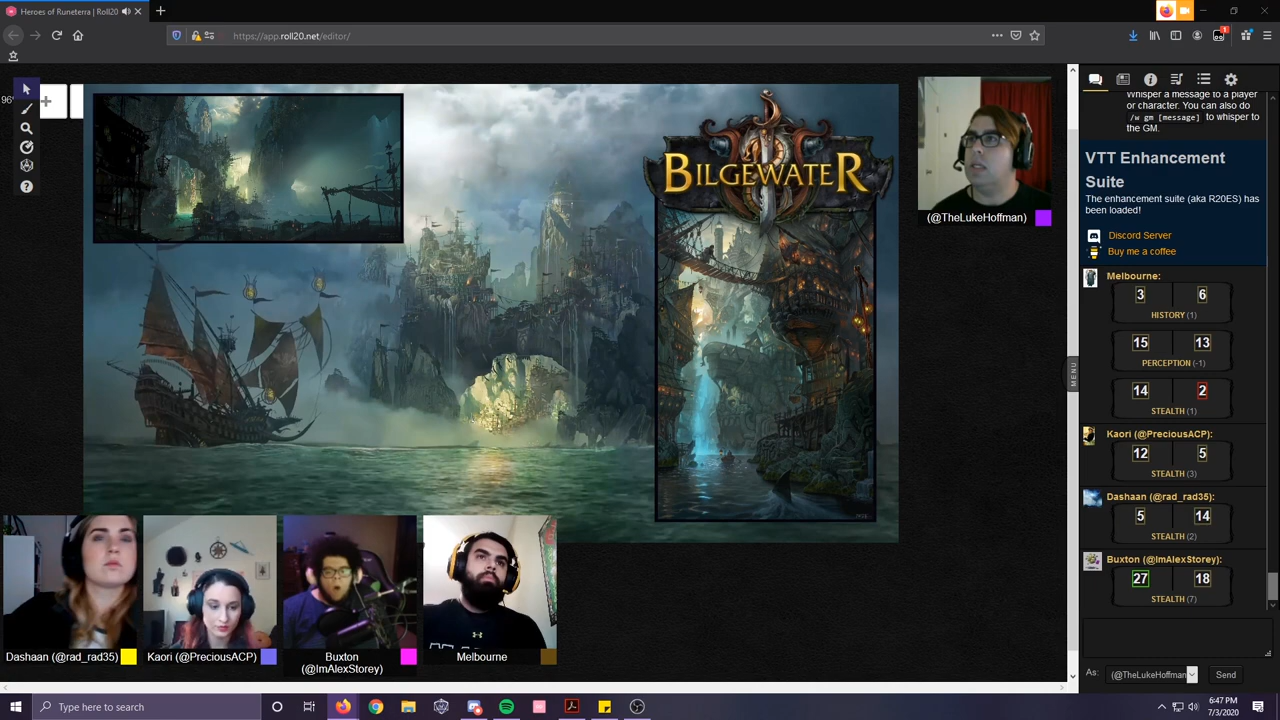 Heroes of Runeterra | Roll20
https://app.roll20.net/editor/
BILGEWATER
(@TheLukeHoffman)
Dashaan (@rad_rad35)
Kaori (@PreciousACP)
Buxton
(@ImAlexStorey)
Melbourne
MENU
Whisper a message to a player
or character. You can also do
/w gm [message] to whisper to
the GM.
VTT Enhancement
Suite
The enhancement suite (aka R20ES) has
been loaded!
Discord Server
Buy me a coffee
Melbourne:
3 6
HISTORY (1)
15 13
PERCEPTION (-1)
14 2
STEALTH (1)
Kaori (@PreciousACP):
12 5
STEALTH (3)
Dashaan (@rad_rad35):
5 14
STEALTH (2)
Buxton (@ImAlexStorey):
27 18
STEALTH (7)
As: (@TheLukeHoffman Send
Type here to search
6:47 PM
7/3/2020